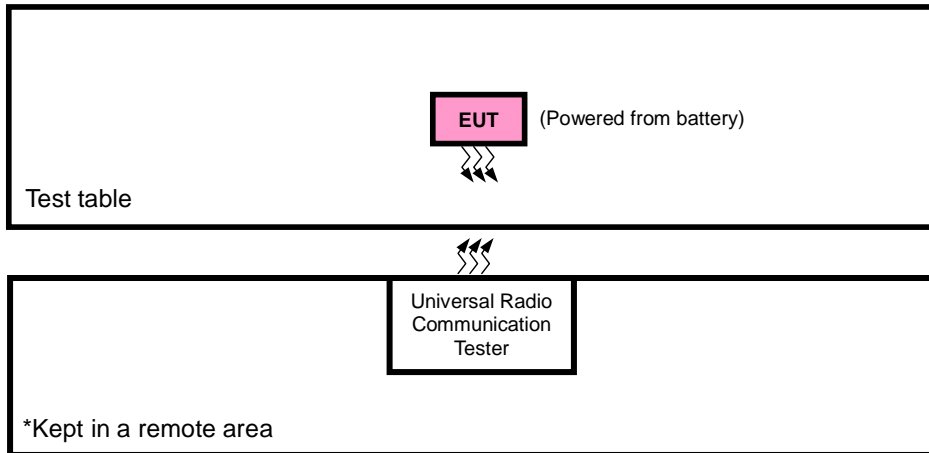 EUT
(Powered from battery)
Test table
Universal Radio
Communication
Tester
*Kept in a remote area